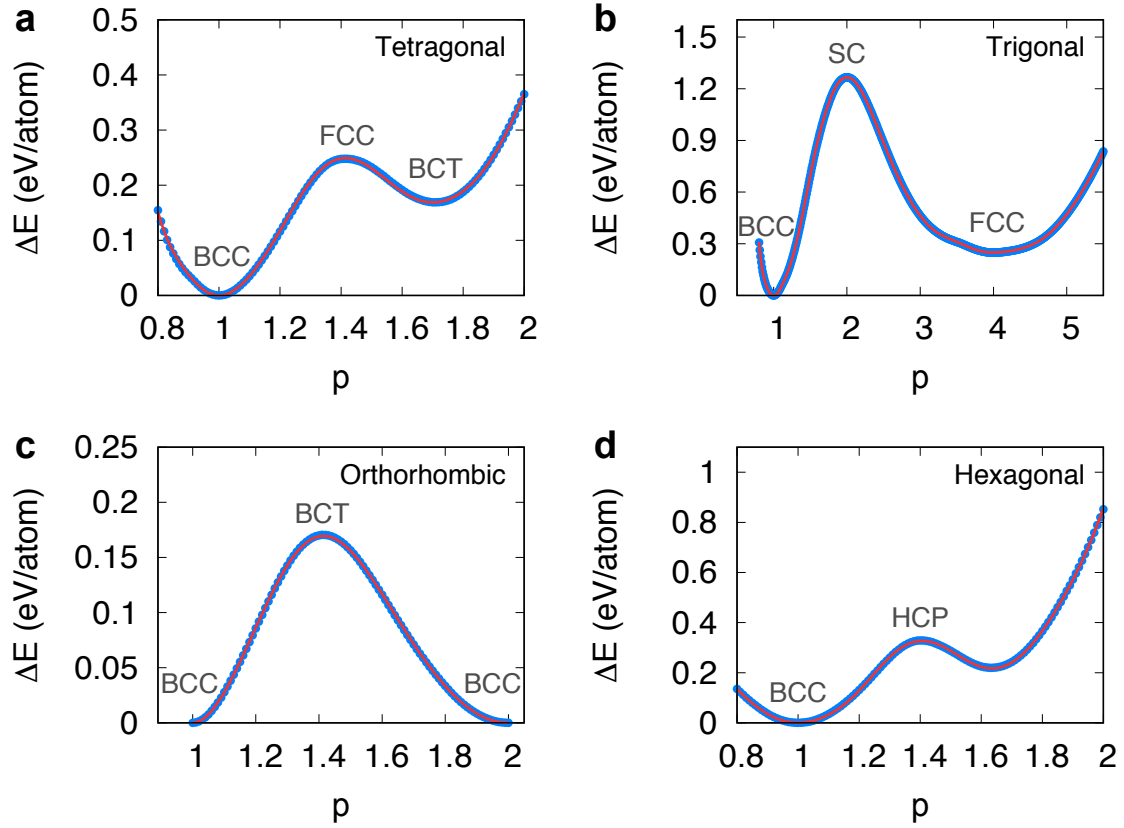 a
Tetragonal
ΔE (eV/atom)
0.5
0.4
0.3
0.2
0.1
0
FCC
BCT
BCC
0.8 1 1.2 1.4 1.6 1.8 2
p
b
Trigonal
ΔE (eV/atom)
1.5
1.2
0.9
0.6
0.3
0
SC
BCC
FCC
1 2 3 4 5
p
c
Orthorhombic
ΔE (eV/atom)
0.25
0.2
0.15
0.1
0.05
0
BCT
BCC
BCC
1 1.2 1.4 1.6 1.8 2
p
d
Hexagonal
ΔE (eV/atom)
1
0.8
0.6
0.4
0.2
0
HCP
BCC
0.8 1 1.2 1.4 1.6 1.8 2
p